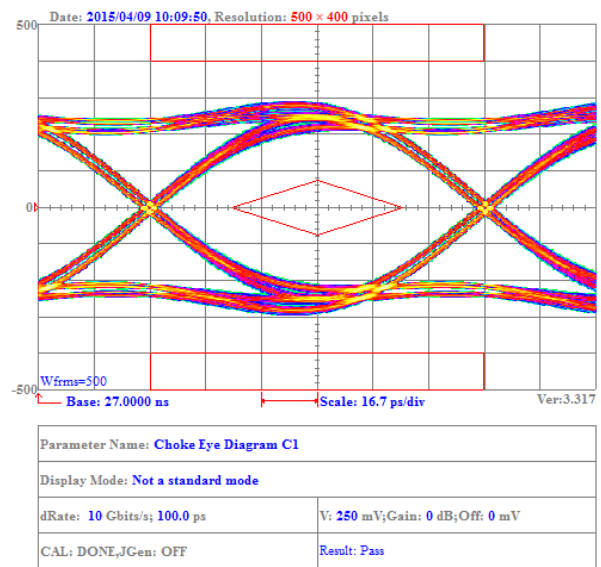 Date: 2015/04/09 10:09:50, Resolution: 500 × 400 pixels
500
0
-500
Wfrms=500
Base: 27.0000 ns
Scale: 16.7 ps/div
Ver:3.317
Parameter Name: Choke Eye Diagram C1
Display Mode: Not a standard mode
dRate: 10 Gbits/s; 100.0 ps
V: 250 mV;Gain: 0 dB;Off: 0 mV
CAL: DONE,JGen: OFF
Result: Pass